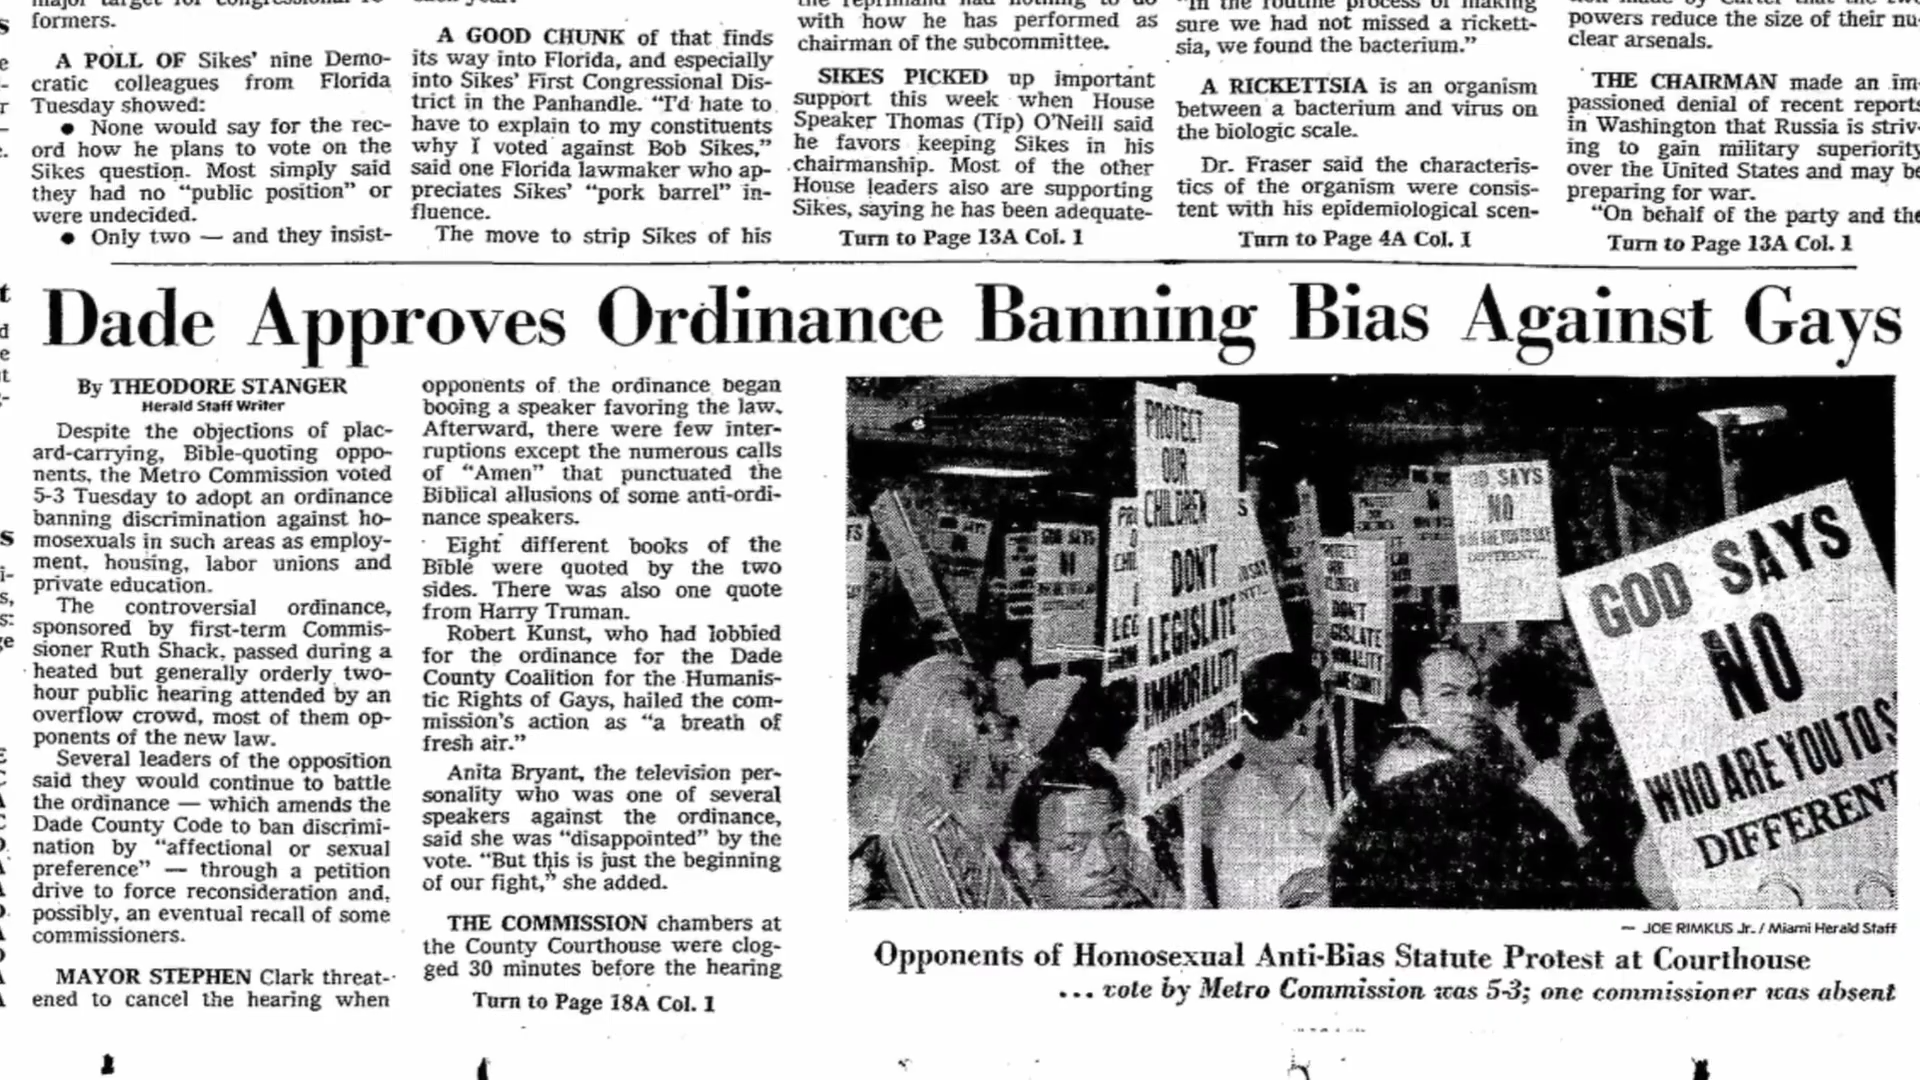 formers.
A POLL OF Sikes' nine Demo-
cratic colleagues from Florida
Tuesday showed:
● None would say for the rec-
ord how he plans to vote on the
Sikes question. Most simply said
they had no “public position” or
were undecided.
● Only two — and they insist-
A GOOD CHUNK of that finds
its way into Florida, and especially
into Sikes' First Congressional Dis-
trict in the Panhandle. “I'd hate to
have to explain to my constituents
why I voted against Bob Sikes,”
said one Florida lawmaker who ap-
preciates Sikes' “pork barrel” in-
fluence.
The move to strip Sikes of his
the reprimand had nothing to do
with how he has performed as
chairman of the subcommittee.
SIKES PICKED up important
support this week when House
Speaker Thomas (Tip) O'Neill said
he favors keeping Sikes in his
chairmanship. Most of the other
House leaders also are supporting
Sikes, saying he has been adequate-
Turn to Page 13A Col. 1
“In the routine process of making
sure we had not missed a rickett-
sia, we found the bacterium.”
A RICKETTSIA is an organism
between a bacterium and virus on
the biologic scale.
Dr. Fraser said the characteris-
tics of the organism were consis-
tent with his epidemiological scen-
Turn to Page 4A Col. 1
powers reduce the size of their nu-
clear arsenals.
THE CHAIRMAN made an im-
passioned denial of recent reports
in Washington that Russia is striv-
ing to gain military superiority
over the United States and may be
preparing for war.
“On behalf of the party and the
Turn to Page 13A Col. 1
Dade Approves Ordinance Banning Bias Against Gays
By THEODORE STANGER
Herald Staff Writer
Despite the objections of plac-
ard-carrying, Bible-quoting oppo-
nents, the Metro Commission voted
5-3 Tuesday to adopt an ordinance
banning discrimination against ho-
mosexuals in such areas as employ-
ment, housing, labor unions and
private education.
The controversial ordinance,
sponsored by first-term Commis-
sioner Ruth Shack, passed during a
heated but generally orderly two-
hour public hearing attended by an
overflow crowd, most of them op-
ponents of the new law.
Several leaders of the opposition
said they would continue to battle
the ordinance — which amends the
Dade County Code to ban discrimi-
nation by “affectional or sexual
preference” — through a petition
drive to force reconsideration and,
possibly, an eventual recall of some
commissioners.
MAYOR STEPHEN Clark threat-
ened to cancel the hearing when
opponents of the ordinance began
booing a speaker favoring the law.
Afterward, there were few inter-
ruptions except the numerous calls
of “Amen” that punctuated the
Biblical allusions of some anti-ordi-
nance speakers.
Eight different books of the
Bible were quoted by the two
sides. There was also one quote
from Harry Truman.
Robert Kunst, who had lobbied
for the ordinance for the Dade
County Coalition for the Humanis-
tic Rights of Gays, hailed the com-
mission's action as “a breath of
fresh air.”
Anita Bryant, the television per-
sonality who was one of several
speakers against the ordinance,
said she was “disappointed” by the
vote. “But this is just the beginning
of our fight,” she added.
THE COMMISSION chambers at
the County Courthouse were clog-
ged 30 minutes before the hearing
Turn to Page 18A Col. 1
PROTECT
OUR
CHILDREN
DON'T
LEGISLATE
IMMORALITY
FOR DADE COUNTY
GOD SAYS
NO
GOD SAYS
NO
WHO ARE YOU TO S
DIFFERENT
— JOE RIMKUS Jr. / Miami Herald Staff
Opponents of Homosexual Anti-Bias Statute Protest at Courthouse
... vote by Metro Commission was 5-3; one commissioner was absent